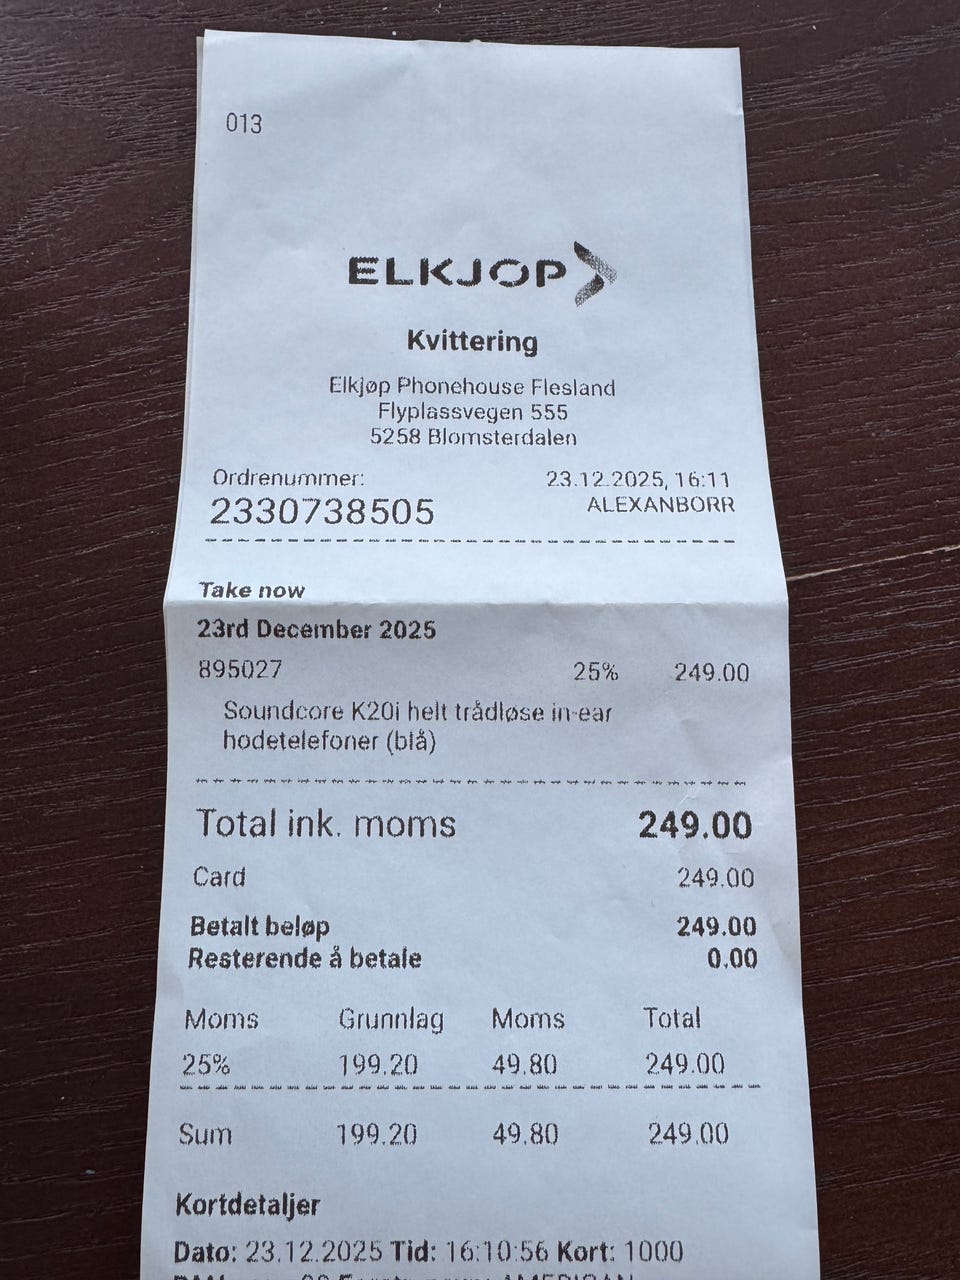 013
ELKJØP
Kvittering
Elkjøp Phonehouse Flesland
Flyplassvegen 555
5258 Blomsterdalen
Ordrenummer: 23.12.2025, 16:11
2330738505 ALEXANBORR
Take now
23rd December 2025
895027 25% 249.00
Soundcore K20i helt trådløse in-ear
hodetelefoner (blå)
Total ink. moms 249.00
Card 249.00
Betalt beløp 249.00
Resterende å betale 0.00
Moms Grunnlag Moms Total
25% 199.20 49.80 249.00
Sum 199.20 49.80 249.00
Kortdetaljer
Dato: 23.12.2025 Tid: 16:10:56 Kort: 1000
AMERICAN